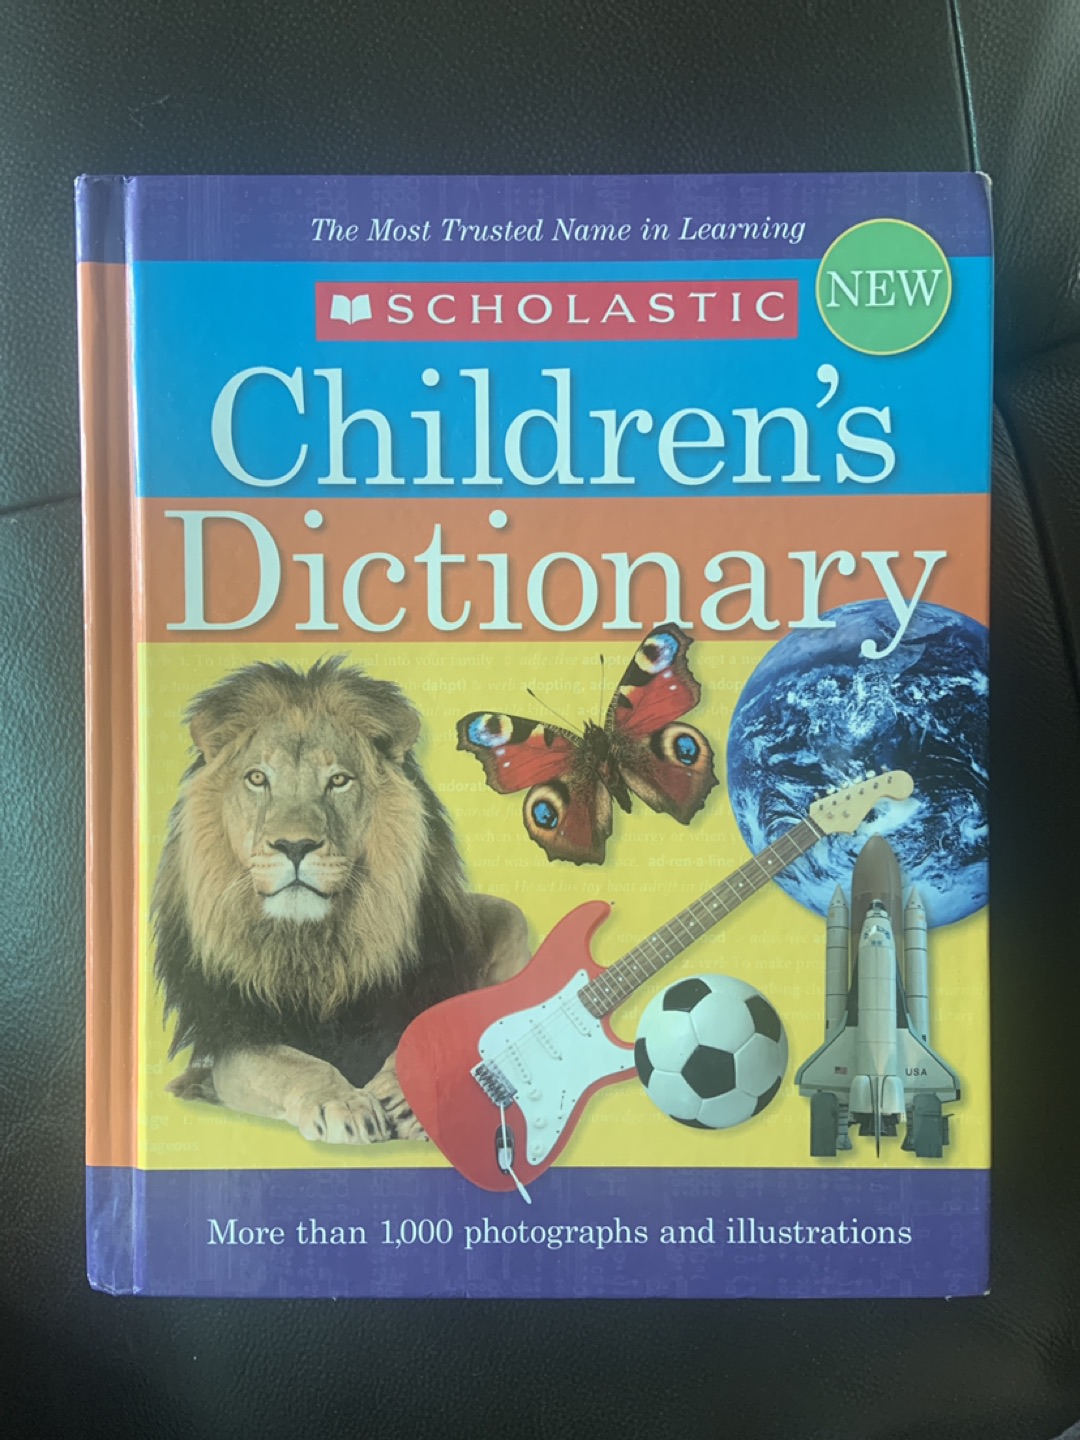 The Most Trusted Name in Learning
NEW
SCHOLASTIC
Children's
Dictionary
USA
More than 1,000 photographs and illustrations